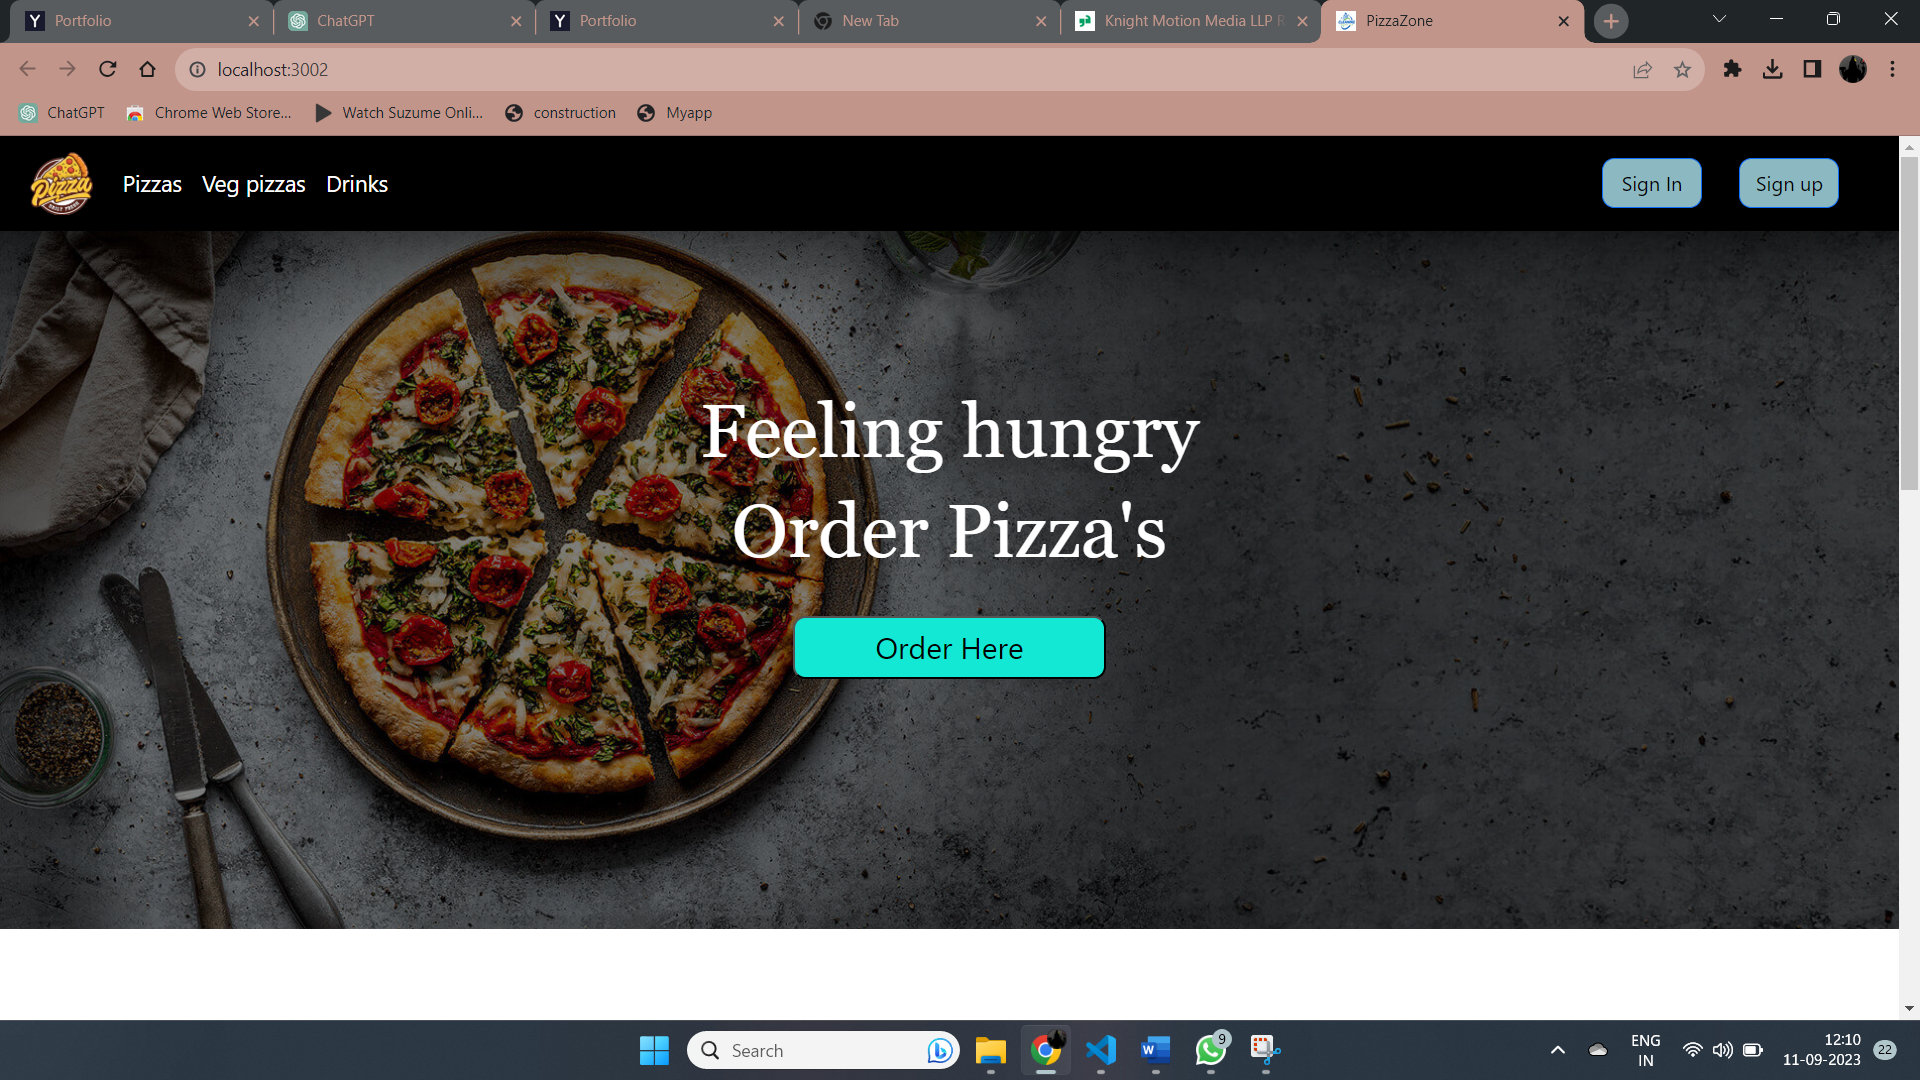 Portfolio
ChatGPT
Portfolio
New Tab
Knight Motion Media LLP
PizzaZone
localhost:3002
ChatGPT
Chrome Web Store...
Watch Suzume Onli...
construction
Myapp
Pizza
Pizzas
Veg pizzas
Drinks
Sign In
Sign up
Feeling hungry
Order Pizza's
Order Here
Search
9
ENG
IN
12:10
11-09-2023
22